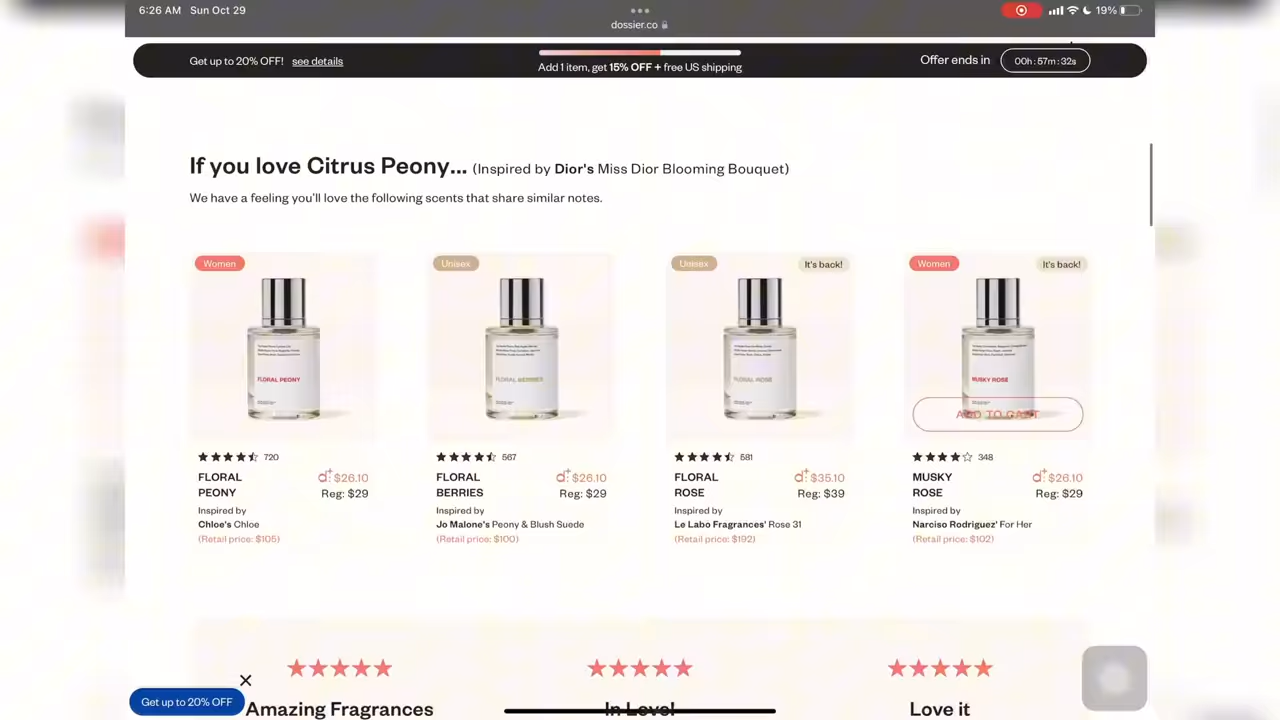 6:26 AM Sun Oct 29
19%
dossier.co
Get up to 20% OFF! see details
Add 1 item, get 15% OFF + free US shipping
Offer ends in 00h : 57m : 32s
If you love Citrus Peony... (Inspired by Dior's Miss Dior Blooming Bouquet)
We have a feeling you'll love the following scents that share similar notes.
Women
Unisex
Unisex
It's back!
Women
It's back!
FLORAL PEONY
FLORAL BERRIES
FLORAL ROSE
MUSKY ROSE
ADD TO CART
720
567
581
348
FLORAL PEONY
d+: $26.10
Reg: $29
Inspired by
Chloe's Chloe
(Retail price: $105)
FLORAL BERRIES
d+: $26.10
Reg: $29
Inspired by
Jo Malone's Peony & Blush Suede
(Retail price: $100)
FLORAL ROSE
d+: $35.10
Reg: $39
Inspired by
Le Labo Fragrances' Rose 31
(Retail price: $192)
MUSKY ROSE
d+: $26.10
Reg: $29
Inspired by
Narciso Rodriguez' For Her
(Retail price: $102)
Get up to 20% OFF
Amazing Fragrances
In Love!
Love it